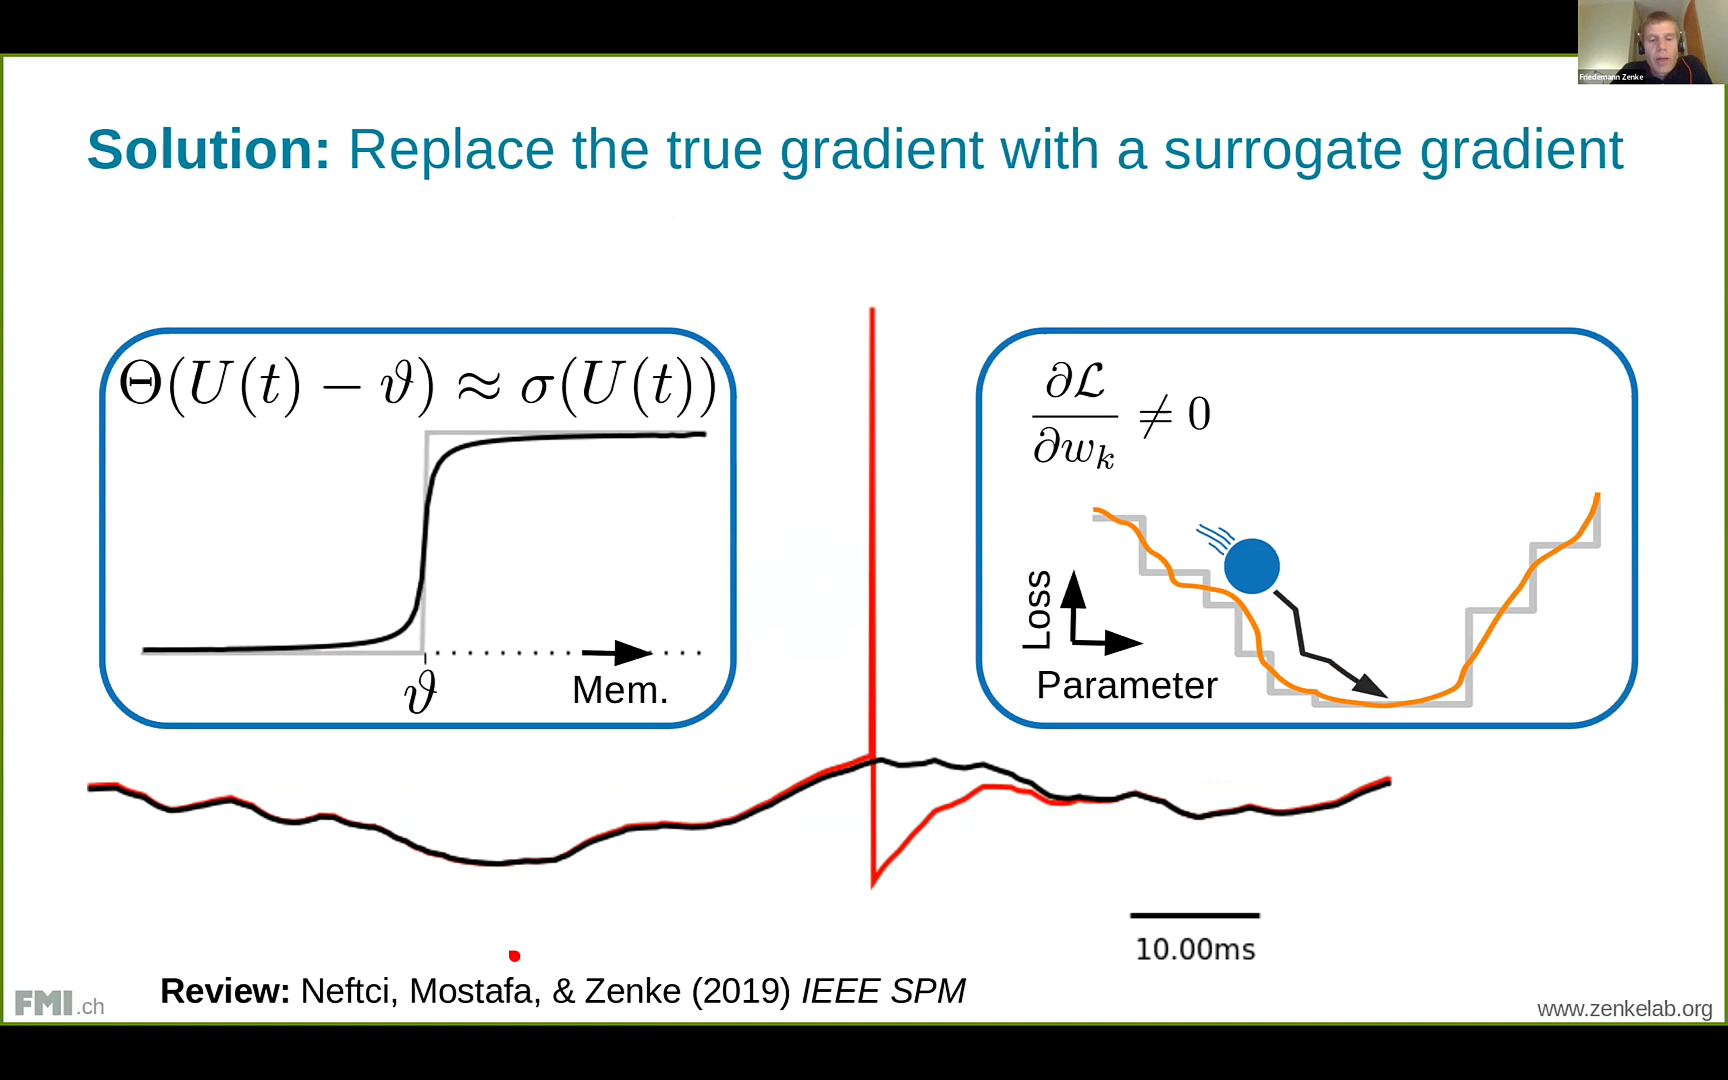 Friedemann Zenke
Solution: Replace the true gradient with a surrogate gradient
Θ(U(t) − ϑ) ≈ σ(U(t))
ϑ
Mem.
∂ℒ/∂wₖ ≠ 0
Loss
Parameter
10.00ms
Review: Neftci, Mostafa, & Zenke (2019) IEEE SPM
FMI.ch
www.zenkelab.org